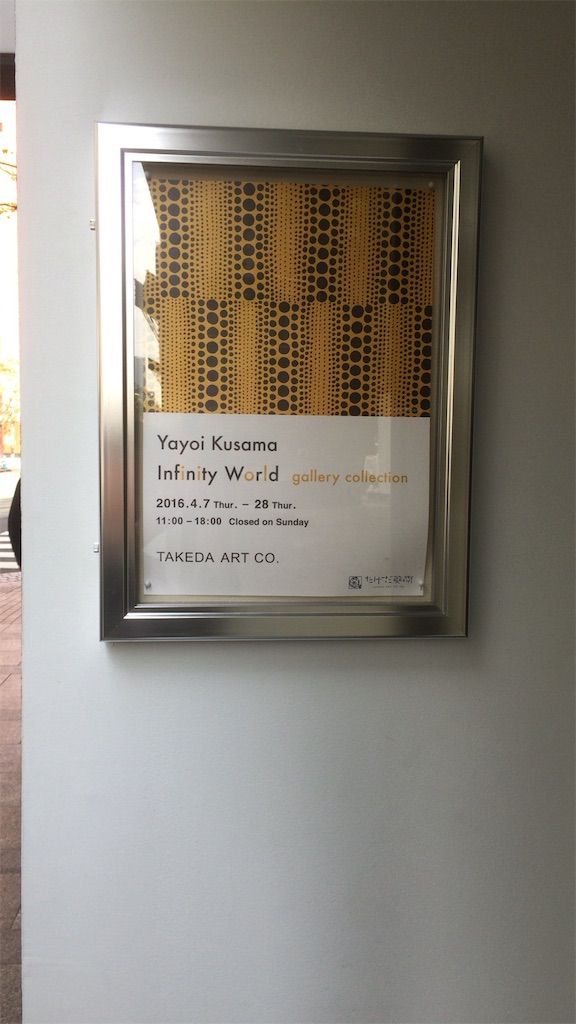 Yayoi Kusama
Infinity World gallery collection
2016.4.7 Thur. – 28 Thur.
11:00 – 18:00 Closed on Sunday
TAKEDA ART CO.